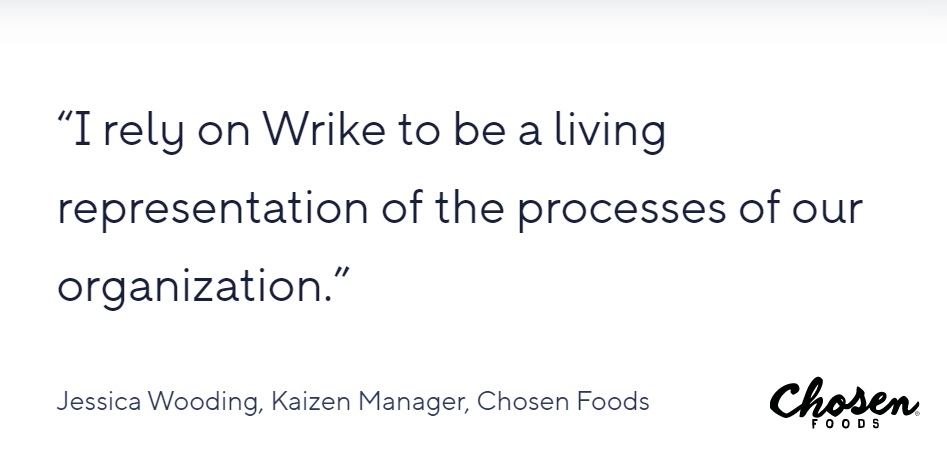 “I rely on Wrike to be a living
representation of the processes of our
organization.”
Jessica Wooding, Kaizen Manager, Chosen Foods
Chosen
FOODS